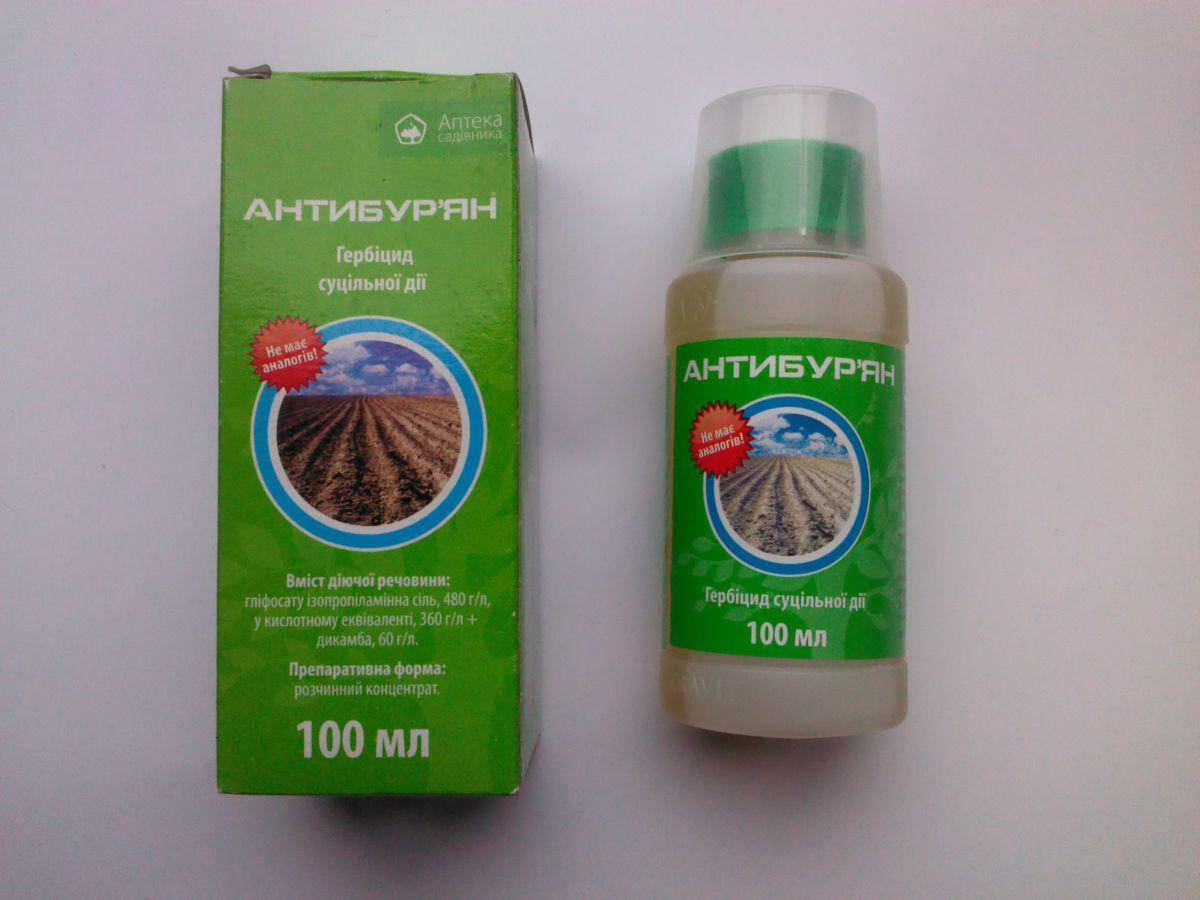 Аптека
садівника
АНТИБУР'ЯН
Гербіцид
суцільної дії
Не має
аналогів!
Вміст діючої речовини:
гліфосату ізопропіламінна сіль, 480 г/л,
у кислотному еквіваленті, 360 г/л +
дикамба, 60 г/л.
Препаративна форма:
розчинний концентрат.
100 мл
АНТИБУР'ЯН
Не має
аналогів!
Гербіцид суцільної дії
100 мл